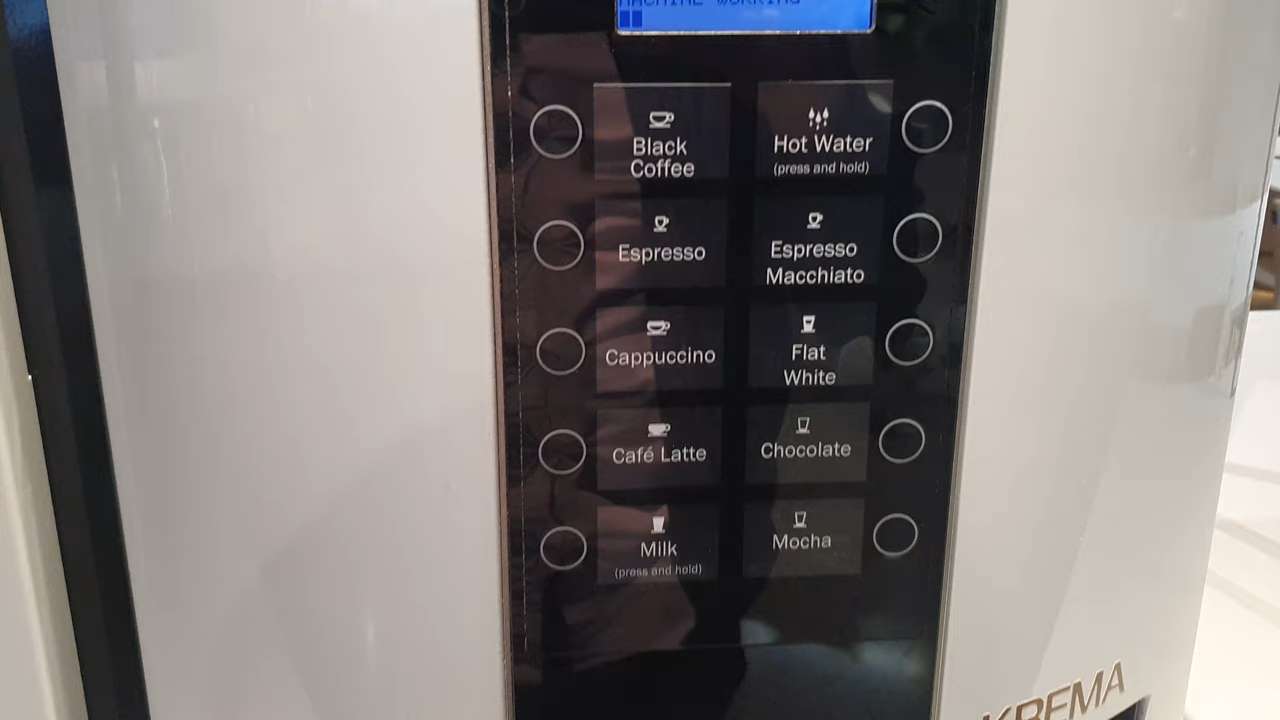 MACHINE WORKING
Black
Coffee
Hot Water
(press and hold)
Espresso
Espresso
Macchiato
Cappuccino
Flat
White
Café Latte
Chocolate
Milk
(press and hold)
Mocha
KREMA